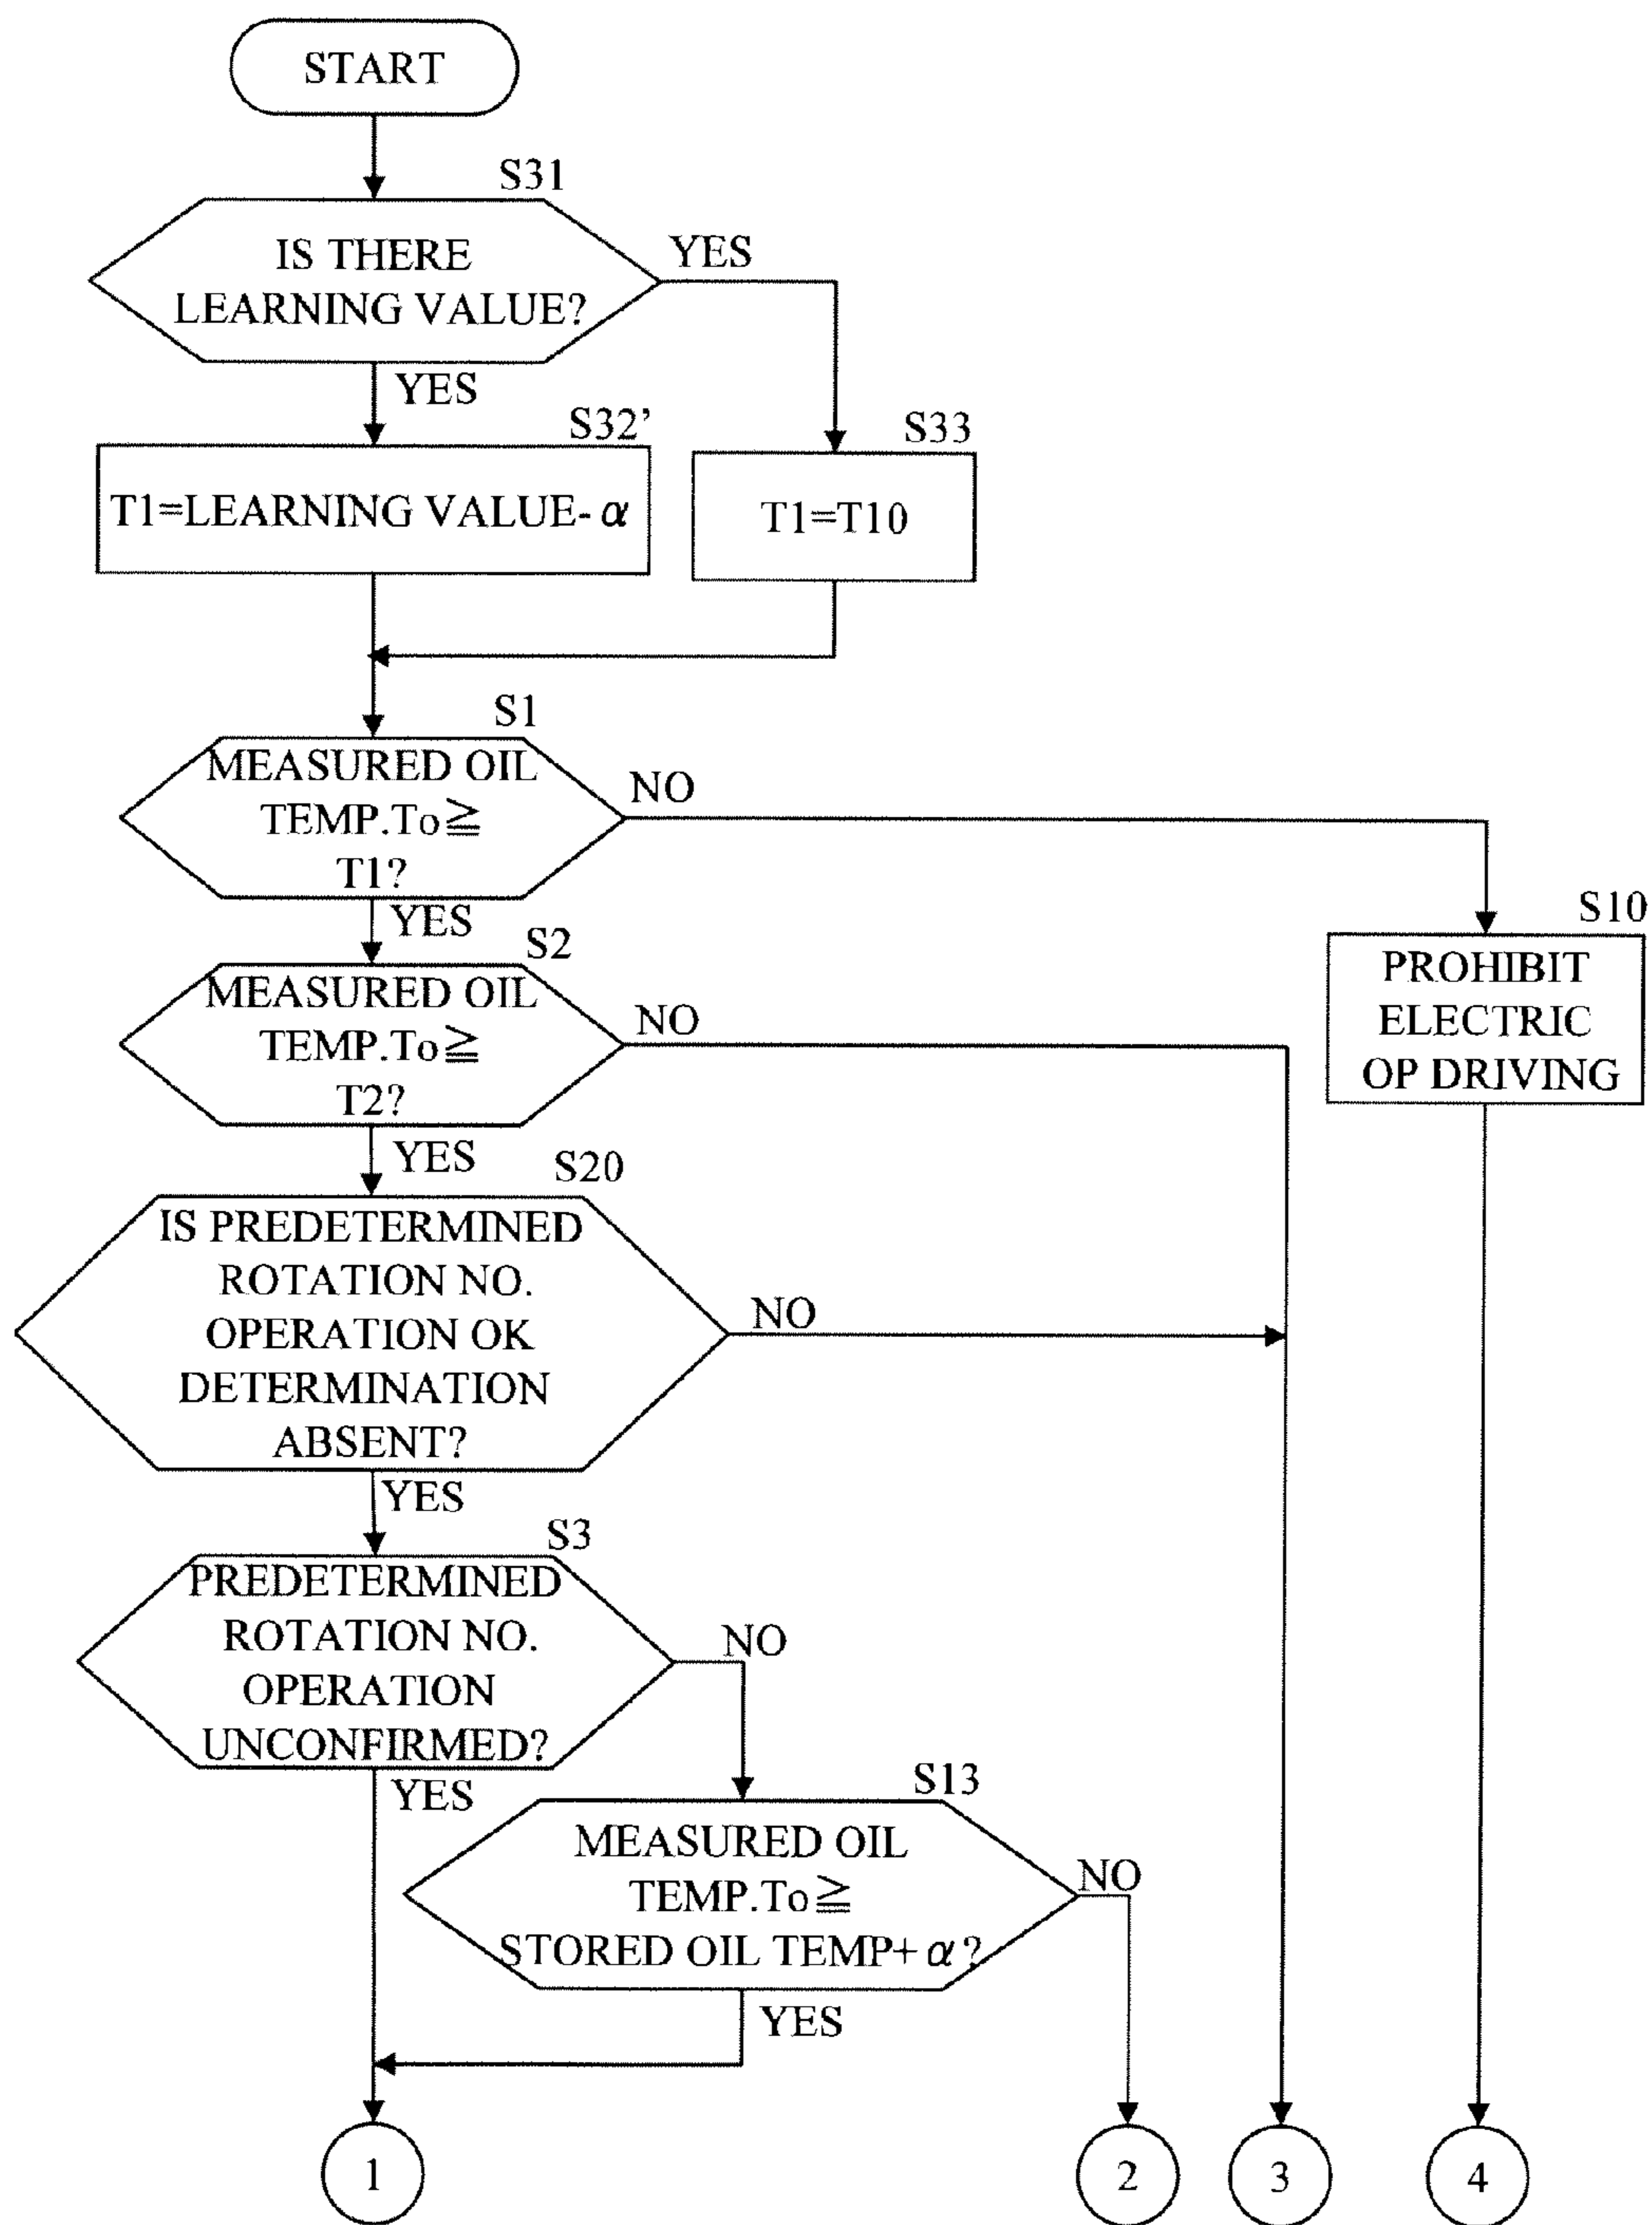 START
S31
IS THERE
LEARNING VALUE?
YES
YES
S32’
T1=LEARNING VALUE- α
S33
T1=T10
S1
MEASURED OIL
TEMP.To≧
T1?
NO
YES
S10
PROHIBIT
ELECTRIC
OP DRIVING
S2
MEASURED OIL
TEMP.To≧
T2?
NO
YES
S20
IS PREDETERMINED
ROTATION NO.
OPERATION OK
DETERMINATION
ABSENT?
NO
YES
S3
PREDETERMINED
ROTATION NO.
OPERATION
UNCONFIRMED?
NO
YES
S13
MEASURED OIL
TEMP.To≧
STORED OIL TEMP+ α?
NO
YES
1
2
3
4